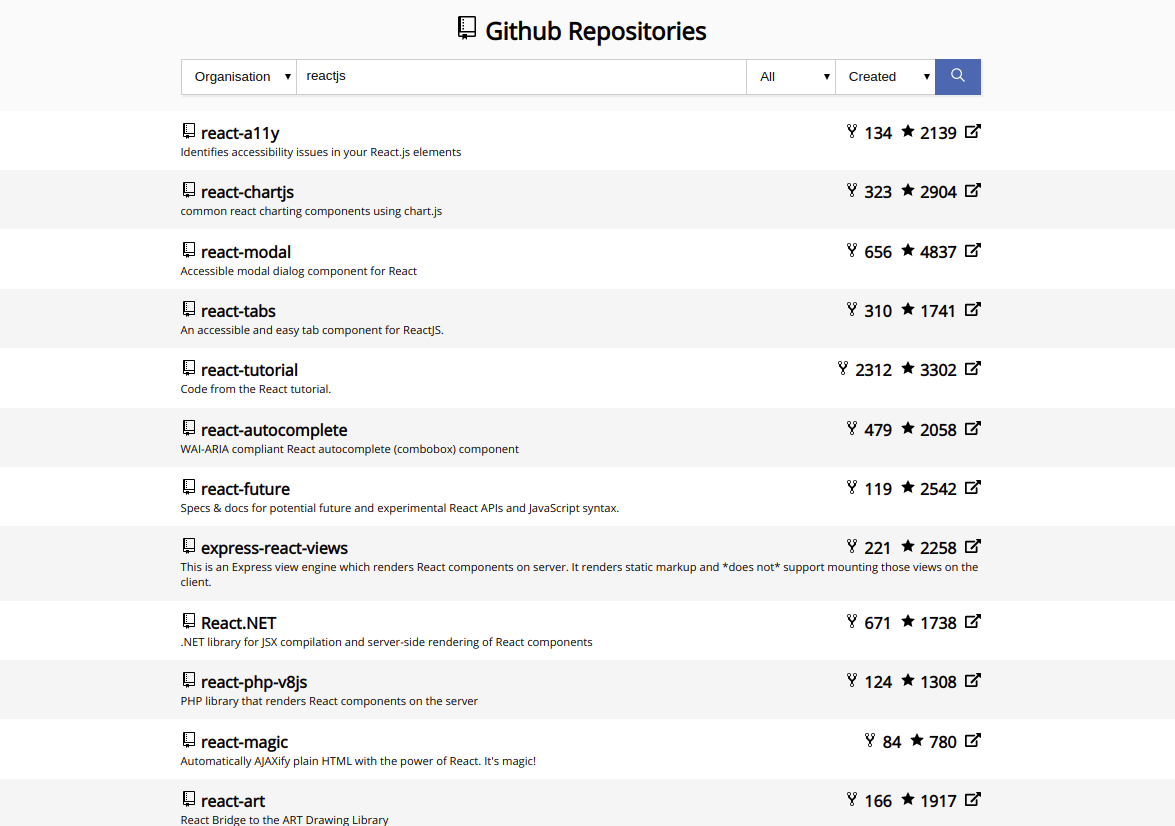 Github Repositories
Organisation reactjs All Created
react-a11y 134 2139
Identifies accessibility issues in your React.js elements
react-chartjs 323 2904
common react charting components using chart.js
react-modal 656 4837
Accessible modal dialog component for React
react-tabs 310 1741
An accessible and easy tab component for ReactJS.
react-tutorial 2312 3302
Code from the React tutorial.
react-autocomplete 479 2058
WAI-ARIA compliant React autocomplete (combobox) component
react-future 119 2542
Specs & docs for potential future and experimental React APIs and JavaScript syntax.
express-react-views 221 2258
This is an Express view engine which renders React components on server. It renders static markup and *does not* support mounting those views on the
client.
React.NET 671 1738
.NET library for JSX compilation and server-side rendering of React components
react-php-v8js 124 1308
PHP library that renders React components on the server
react-magic 84 780
Automatically AJAXify plain HTML with the power of React. It's magic!
react-art 166 1917
React Bridge to the ART Drawing Library